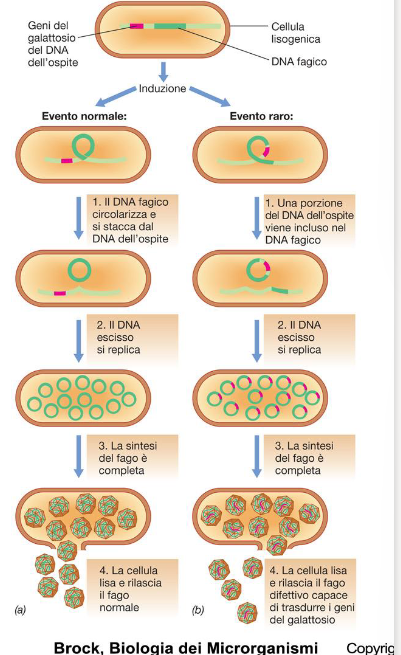 Geni del
galattosio
del DNA
dell'ospite
Cellula
lisogenica
DNA fagico
Induzione
Evento normale:
Evento raro:
1. Il DNA fagico
circolarizza e
si stacca dal
DNA dell'ospite
1. Una porzione
del DNA dell'ospite
viene incluso nel
DNA fagico
2. Il DNA
escisso
si replica
2. Il DNA
escisso
si replica
3. La sintesi
del fago è
completa
3. La sintesi
del fago è
completa
4. La cellula
lisa e rilascia
il fago
normale
4. La cellula lisa
e rilascia il fago
difettivo capace
di trasdurre i geni
del galattosio
(a)
(b)
Brock, Biologia dei Microrganismi
Copyrig